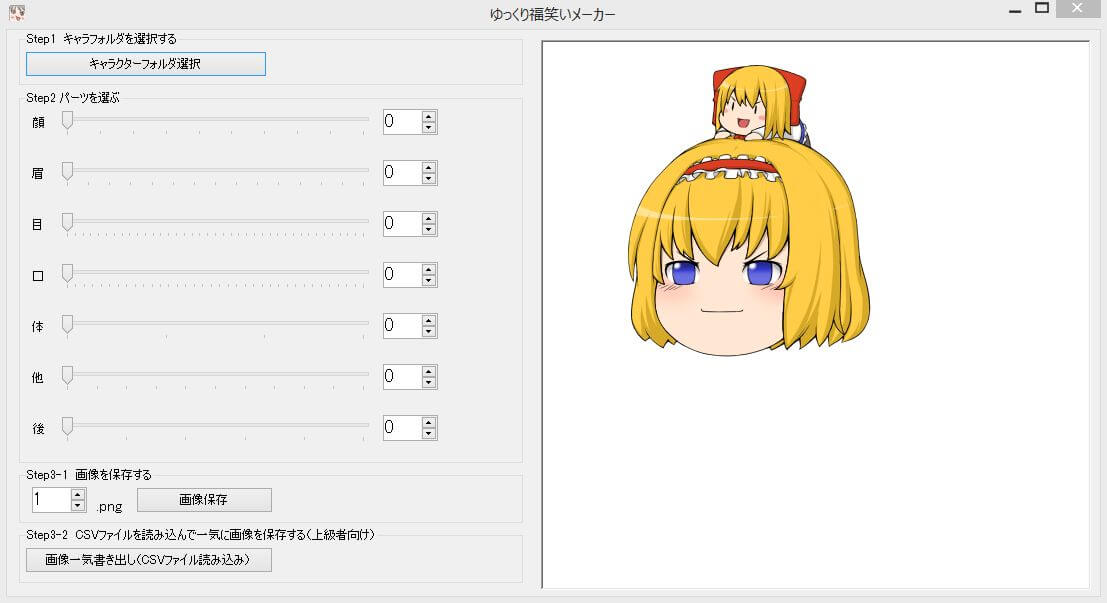 ゆっくり福笑いメーカー
Step1 キャラフォルダを選択する
キャラクターフォルダ選択
Step2 パーツを選ぶ
顔 0
眉 0
目 0
口 0
体 0
他 0
後 0
Step3-1 画像を保存する
1 .png 画像保存
Step3-2 CSVファイルを読み込んで一気に画像を保存する(上級者向け)
画像一気書き出し(CSVファイル読み込み)